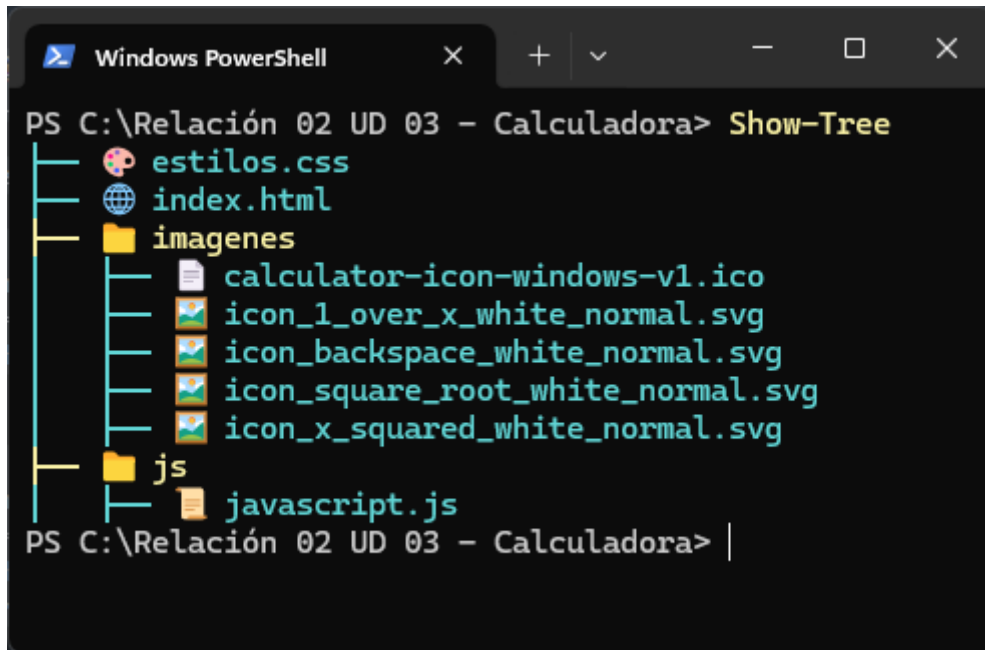 Windows PowerShell
PS C:\Relación 02 UD 03 - Calculadora> Show-Tree
estilos.css
index.html
imagenes
calculator-icon-windows-v1.ico
icon_1_over_x_white_normal.svg
icon_backspace_white_normal.svg
icon_square_root_white_normal.svg
icon_x_squared_white_normal.svg
js
javascript.js
PS C:\Relación 02 UD 03 - Calculadora>